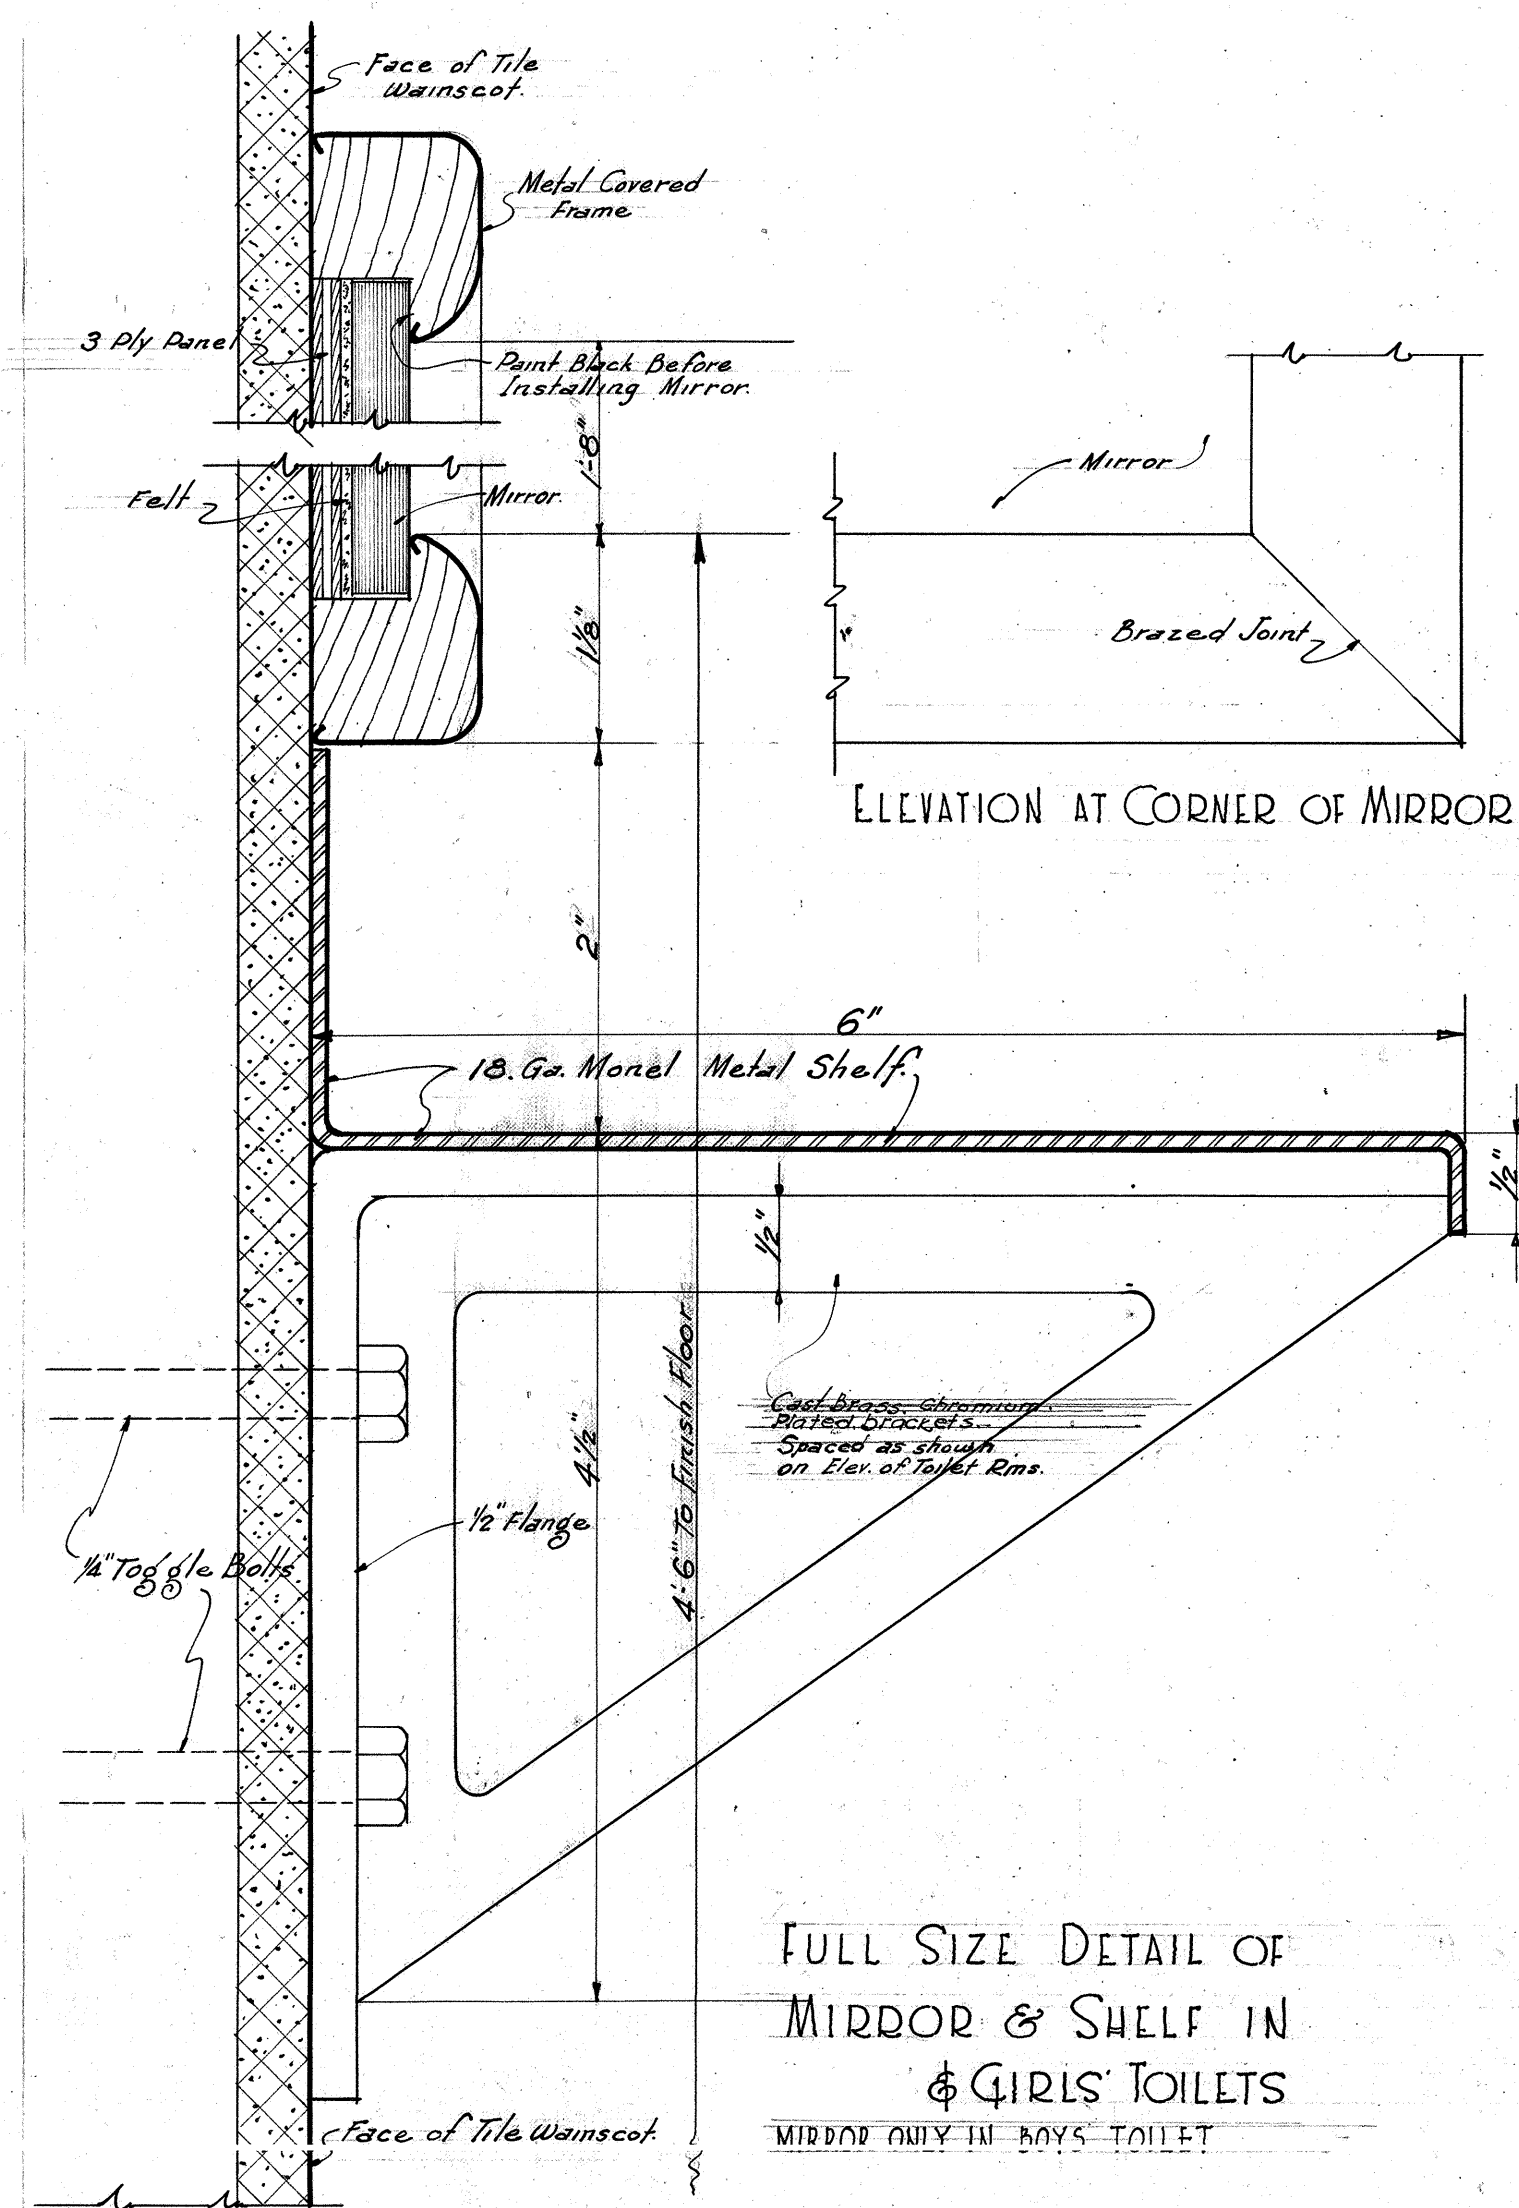 Face of Tile
Wainscot.
Metal Covered
Frame
3 Ply Panel
Paint Black Before
Installing Mirror.
1'-8"
Mirror
Felt
Mirror.
1 1/8"
Brazed Joint
ELEVATION AT CORNER OF MIRROR
2"
6"
18. Ga. Monel Metal Shelf.
1/2"
1/2"
4'-6" To Finish Floor
Cast Brass. Chromium.
Plated brackets.
Spaced as shown
on Elev. of Toilet Rms.
4 1/2"
1/2" Flange
1/4" Toggle Bolts
FULL SIZE DETAIL OF
MIRROR & SHELF IN
& GIRLS' TOILETS
MIRROR ONLY IN BOYS' TOILET
Face of Tile Wainscot.